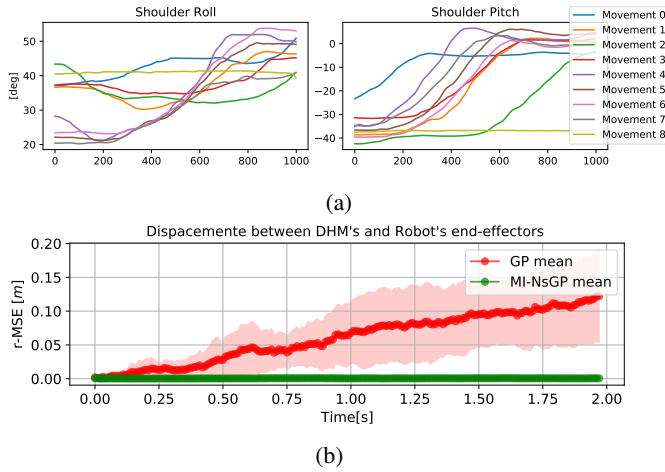 (a)
Shoulder Roll
Shoulder Pitch
[deg]
50
40
30
20
0 200 400 600 800 1000
0
−10
−20
−30
−40
0 200 400 600 800 1000
Movement 0
Movement 1
Movement 2
Movement 3
Movement 4
Movement 5
Movement 6
Movement 7
Movement 8
(a)
Dispacemente between DHM's and Robot's end-effectors
r-MSE [m]
0.20
0.15
0.10
0.05
0.00
GP mean
MI-NsGP mean
0.00 0.25 0.50 0.75 1.00 1.25 1.50 1.75 2.00
Time[s]
(b)